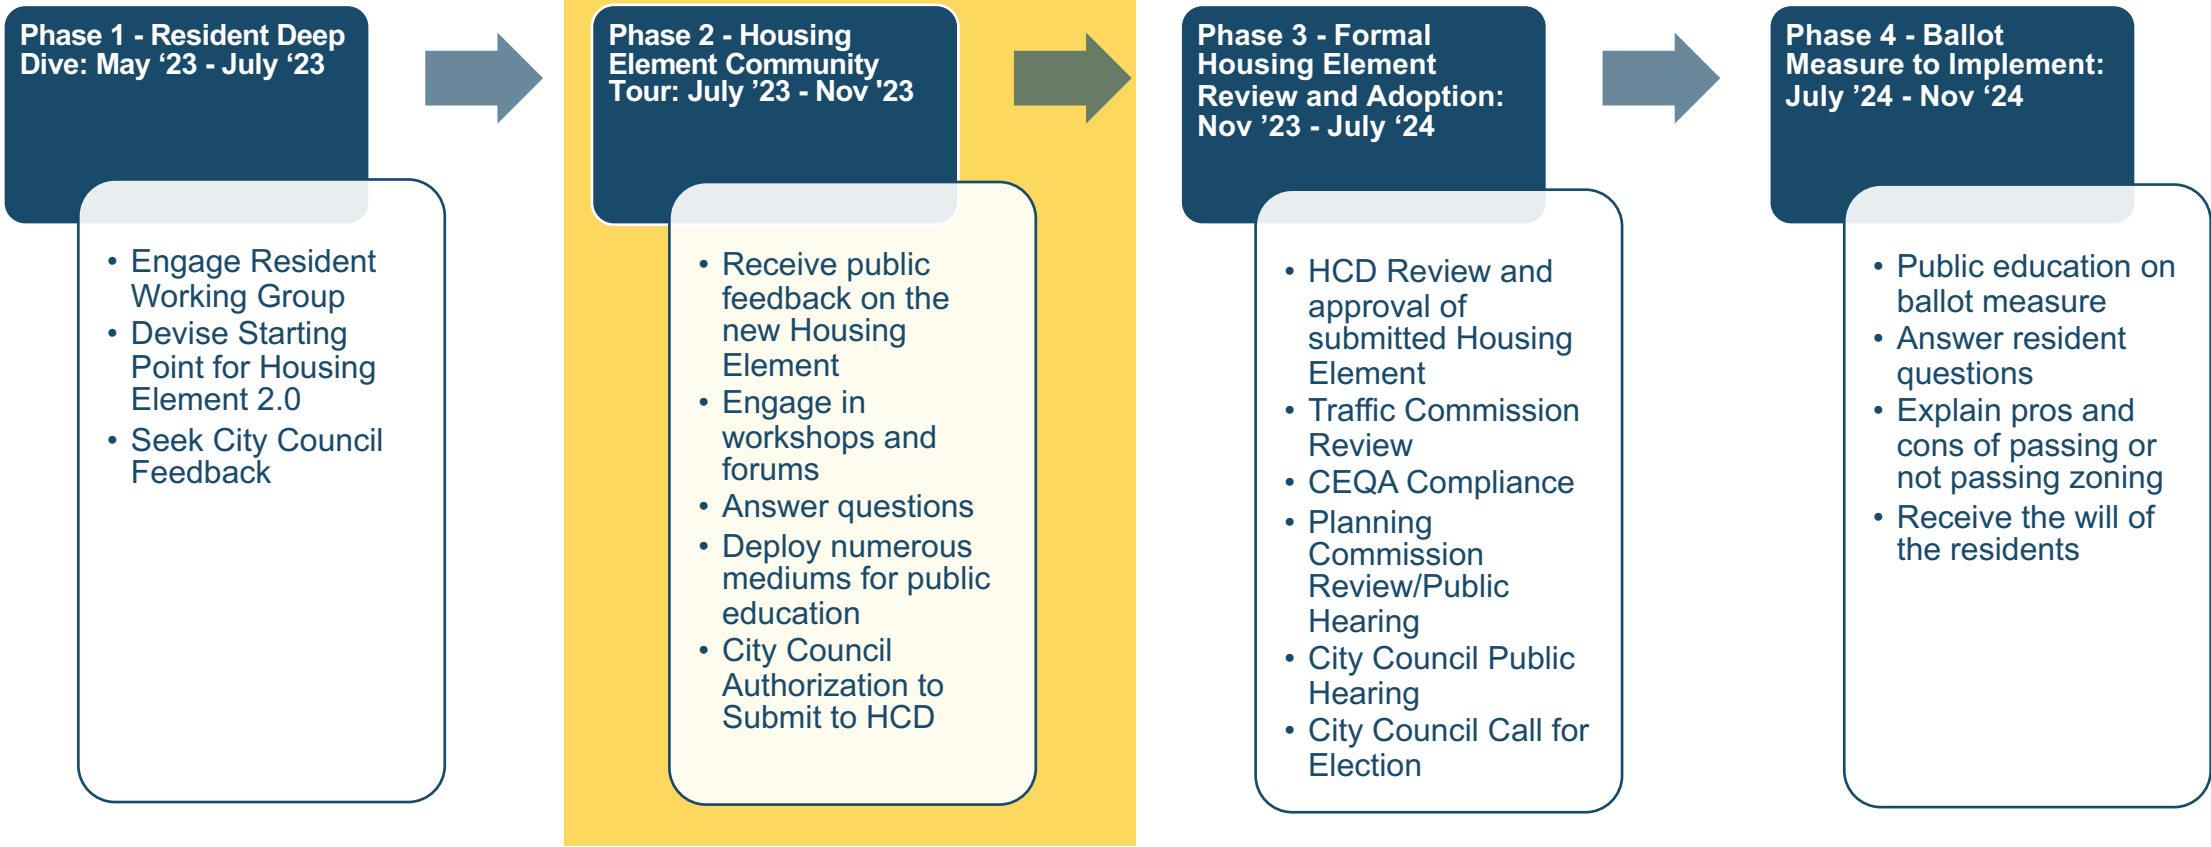 Phase 1 - Resident Deep
Dive: May ‘23 - July ‘23
• Engage Resident
Working Group
• Devise Starting
Point for Housing
Element 2.0
• Seek City Council
Feedback
Phase 2 - Housing
Element Community
Tour: July ’23 - Nov '23
• Receive public
feedback on the
new Housing
Element
• Engage in
workshops and
forums
• Answer questions
• Deploy numerous
mediums for public
education
• City Council
Authorization to
Submit to HCD
Phase 3 - Formal
Housing Element
Review and Adoption:
Nov ’23 - July ‘24
• HCD Review and
approval of
submitted Housing
Element
• Traffic Commission
Review
• CEQA Compliance
• Planning
Commission
Review/Public
Hearing
• City Council Public
Hearing
• City Council Call for
Election
Phase 4 - Ballot
Measure to Implement:
July ’24 - Nov ‘24
• Public education on
ballot measure
• Answer resident
questions
• Explain pros and
cons of passing or
not passing zoning
• Receive the will of
the residents